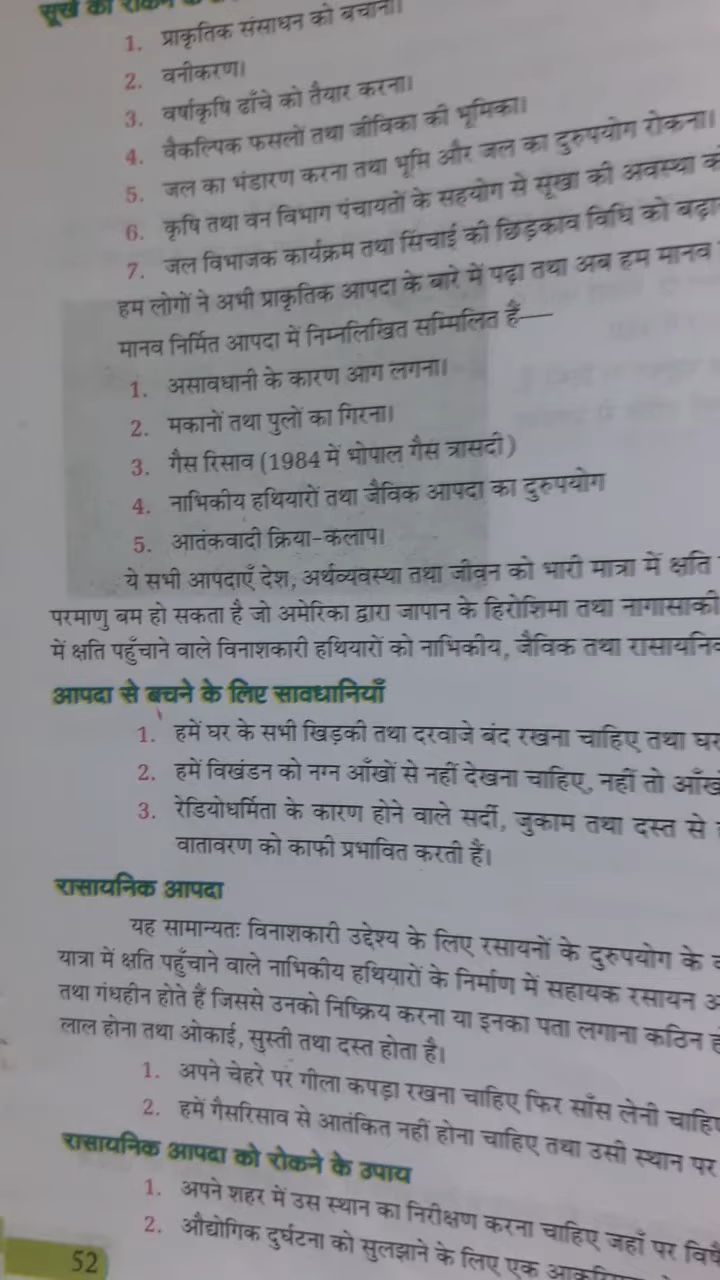 सूखे को रोकने के
1. प्राकृतिक संसाधन को बचाना।
2. वनीकरण।
3. वर्षाकृषि ढाँचे को तैयार करना।
4. वैकल्पिक फसलों तथा जीविका की भूमिका।
5. जल का भंडारण करना तथा भूमि और जल का दुरुपयोग रोकना।
6. कृषि तथा वन विभाग पंचायतों के सहयोग से सूखा की अवस्था
7. जल विभाजक कार्यक्रम तथा सिंचाई की छिड़काव विधि को
हम लोगों ने अभी प्राकृतिक आपदा के बारे में पढ़ा तथा अब हम मानव
मानव निर्मित आपदा में निम्नलिखित सम्मिलित हैं—
1. असावधानी के कारण आग लगना।
2. मकानों तथा पुलों का गिरना।
3. गैस रिसाव (1984 में भोपाल गैस त्रासदी)
4. नाभिकीय हथियारों तथा जैविक आपदा का दुरुपयोग
5. आतंकवादी क्रिया-कलाप।
ये सभी आपदाएँ देश, अर्थव्यवस्था तथा जीवन को भारी मात्रा में क्षति
परमाणु बम हो सकता है जो अमेरिका द्वारा जापान के हिरोशिमा तथा नागासाकी
में क्षति पहुँचाने वाले विनाशकारी हथियारों को नाभिकीय, जैविक तथा
आपदा से बचने के लिए सावधानियाँ
1. हमें घर के सभी खिड़की तथा दरवाजे बंद रखना चाहिए तथा घर
2. हमें विखंडन को नग्न आँखों से नहीं देखना चाहिए, नहीं तो
3. रेडियोधर्मिता के कारण होने वाले सर्दी, जुकाम तथा दस्त से
वातावरण को काफी प्रभावित करती हैं।
रासायनिक आपदा
यह सामान्यतः विनाशकारी उद्देश्य के लिए रसायनों के दुरुपयोग के
यात्रा में क्षति पहुँचाने वाले नाभिकीय हथियारों के निर्माण में सहायक रसायन
तथा गंधहीन होते हैं जिससे उनको निष्क्रिय करना या इनका पता लगाना कठिन
लाल होना तथा ओकाई, सुस्ती तथा दस्त होता है।
1. अपने चेहरे पर गीला कपड़ा रखना चाहिए फिर साँस लेनी
2. हमें गैसरिसाव से आतंकित नहीं होना चाहिए तथा उसी स्थान पर
रासायनिक आपदा को रोकने के उपाय
1. अपने शहर में उस स्थान का निरीक्षण करना चाहिए जहाँ पर
2. औद्योगिक दुर्घटना को सुलझाने के लिए एक
52